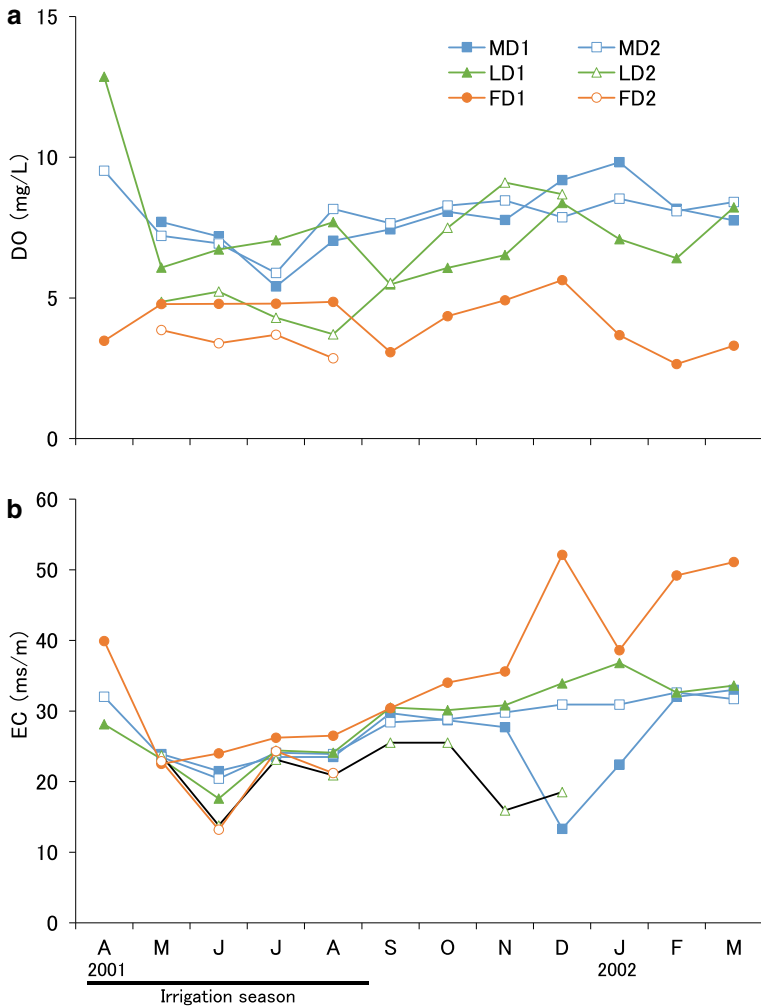 a
15
10
5
0
DO (mg/L)
MD1 MD2
LD1 LD2
FD1 FD2
b
60
50
40
30
20
10
0
EC (ms/m)
A M J J A S O N D J F M
2001 2002
Irrigation season